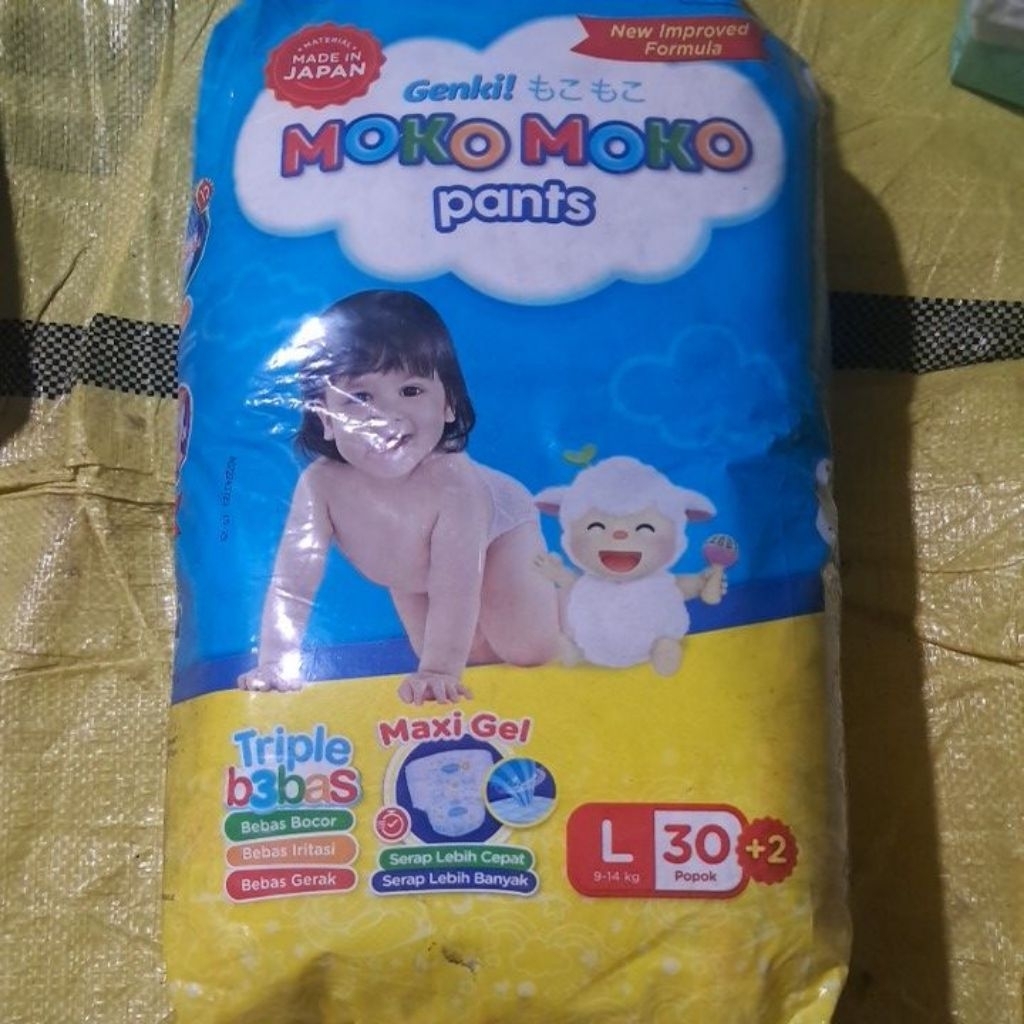 • MATERIAL •
MADE IN
JAPAN
New Improved
Formula
Genki! もこ もこ
MOKO MOKO
pants
Triple
b3bas
Bebas Bocor
Bebas Iritasi
Bebas Gerak
Maxi Gel
Serap Lebih Cepat
Serap Lebih Banyak
L
9-14 kg
30
Popok
+2